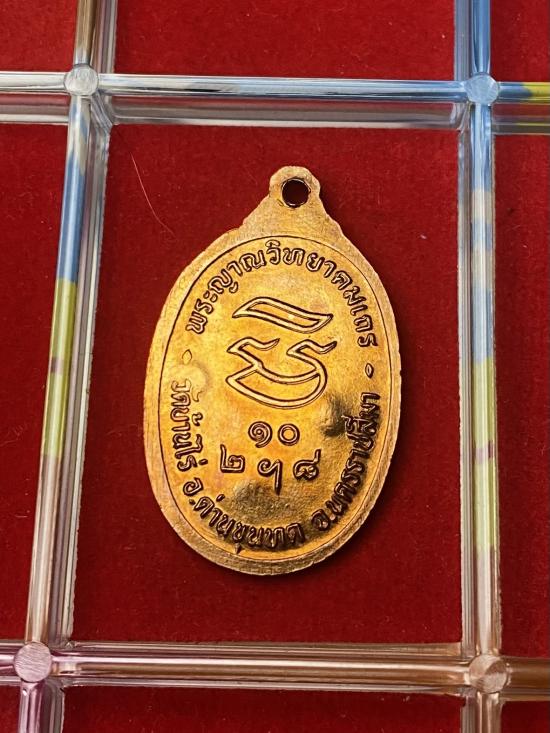 พระญาณวิทยาคมเถร
๑๐
๒ ฯ ๘
วัดบ้านไร่ อ.ด่านขุนทด จ.นครราชสีมา